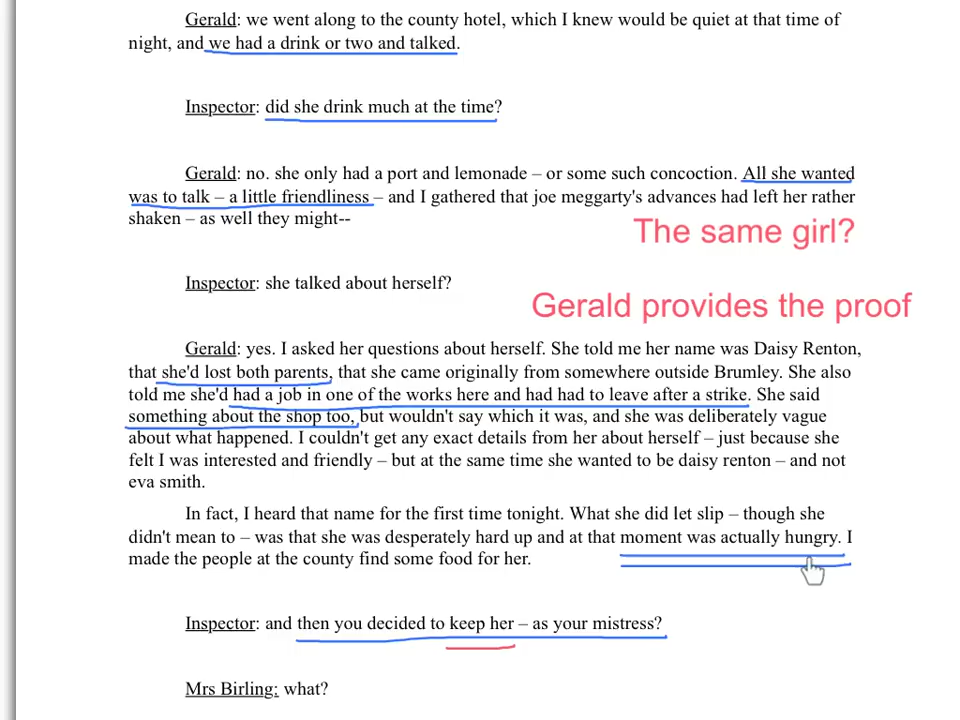 Gerald: we went along to the county hotel, which I knew would be quiet at that time of
night, and we had a drink or two and talked.
Inspector: did she drink much at the time?
Gerald: no. she only had a port and lemonade – or some such concoction. All she wanted
was to talk – a little friendliness – and I gathered that joe meggarty's advances had left her rather
shaken – as well they might--
The same girl?
Inspector: she talked about herself?
Gerald provides the proof
Gerald: yes. I asked her questions about herself. She told me her name was Daisy Renton,
that she'd lost both parents, that she came originally from somewhere outside Brumley. She also
told me she'd had a job in one of the works here and had had to leave after a strike. She said
something about the shop too, but wouldn't say which it was, and she was deliberately vague
about what happened. I couldn't get any exact details from her about herself – just because she
felt I was interested and friendly – but at the same time she wanted to be daisy renton – and not
eva smith.
In fact, I heard that name for the first time tonight. What she did let slip – though she
didn't mean to – was that she was desperately hard up and at that moment was actually hungry. I
made the people at the county find some food for her.
Inspector: and then you decided to keep her – as your mistress?
Mrs Birling: what?